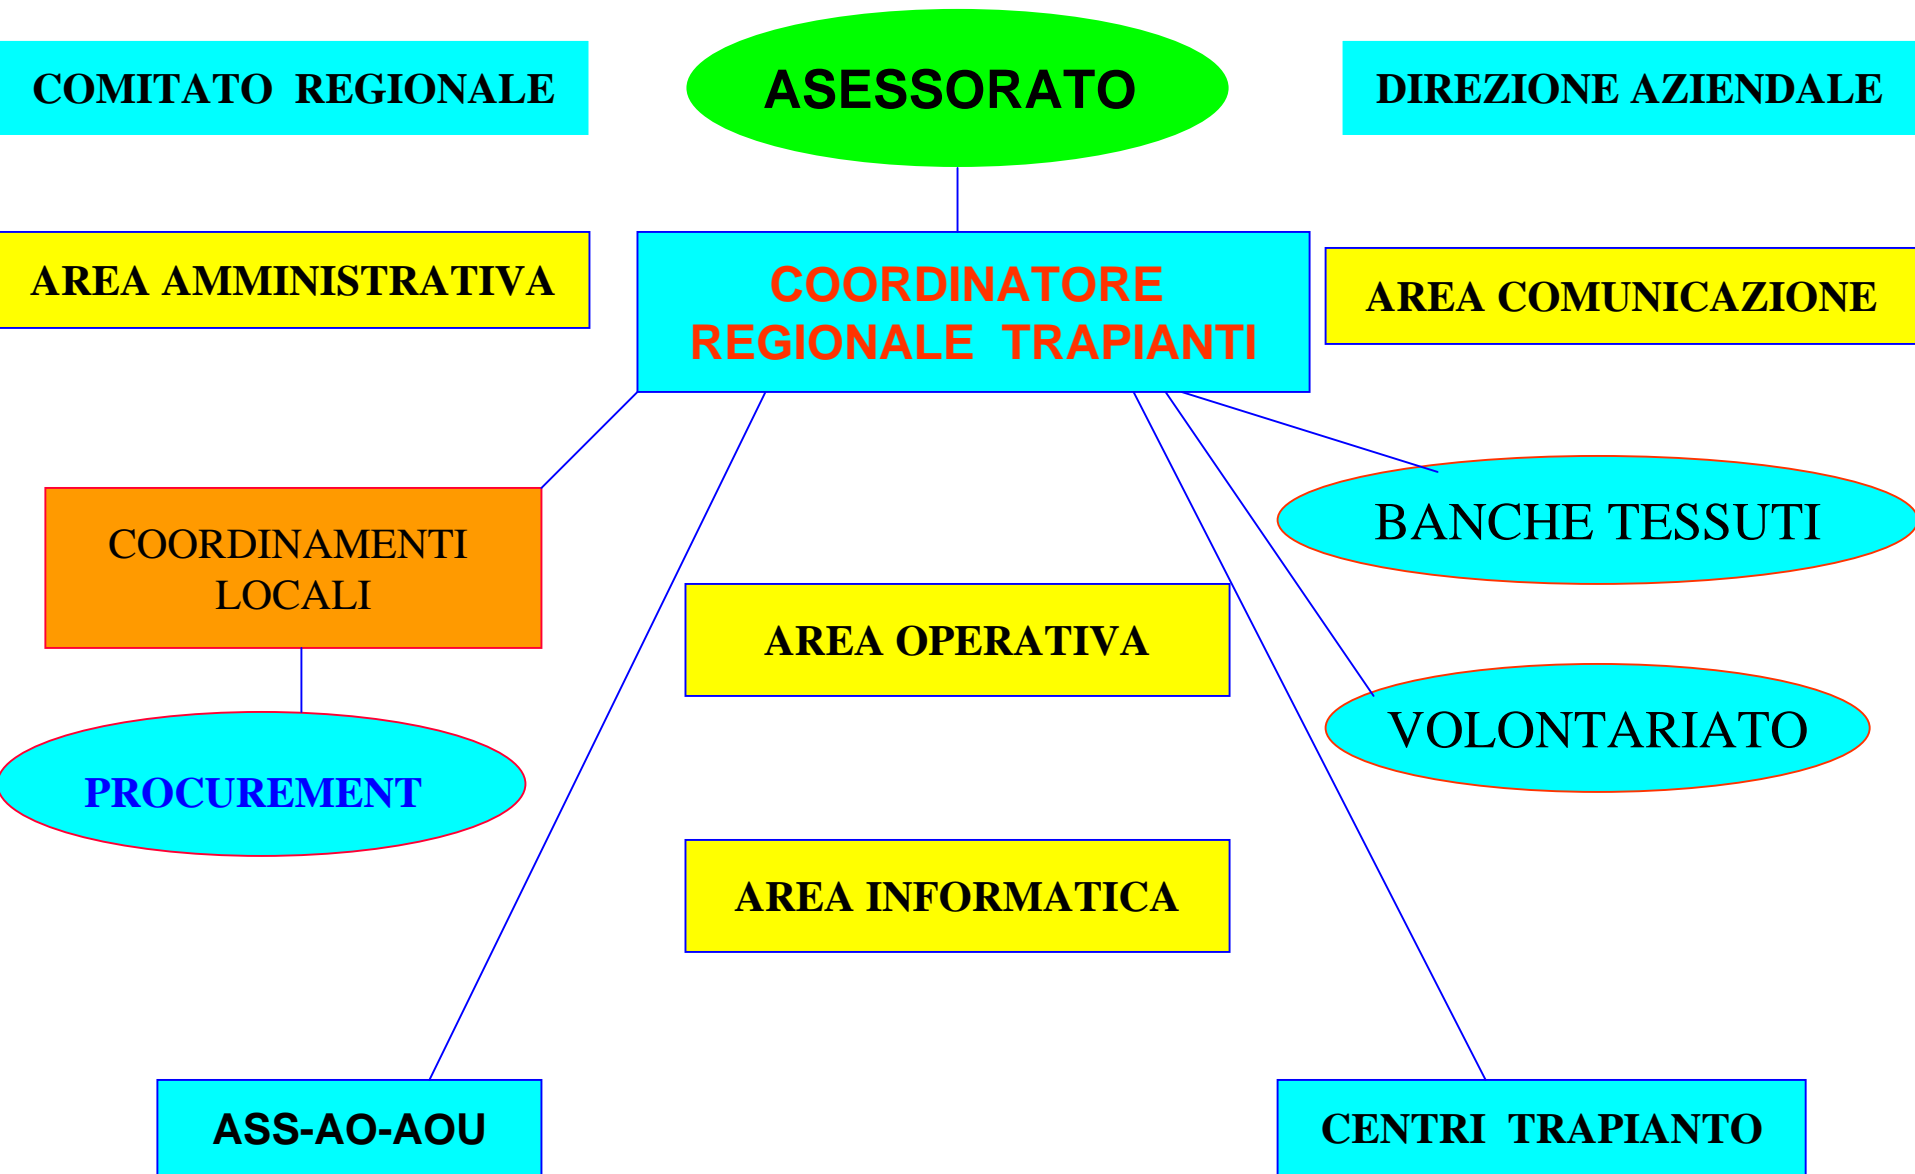 COMITATO REGIONALE
ASESSORATO
DIREZIONE AZIENDALE
AREA AMMINISTRATIVA
COORDINATORE
REGIONALE TRAPIANTI
AREA COMUNICAZIONE
COORDINAMENTI
LOCALI
BANCHE TESSUTI
AREA OPERATIVA
VOLONTARIATO
PROCUREMENT
AREA INFORMATICA
ASS-AO-AOU
CENTRI TRAPIANTO